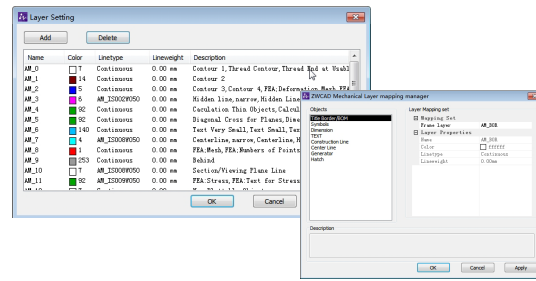 Layer Setting
Add Delete
Name Color Linetype Lineweight Description
AM_0 7 Continuous 0.00 mm Contour 1,Thread Contour,Thread End at Usabl
AM_1 14 Continuous 0.00 mm Contour 2
AM_2 5 Continuous 0.00 mm Contour 3,Contour 4,FEA;Deformation Mesh,FEA
AM_3 6 AM_ISO02W050 0.00 mm Hidden line,narrow,Hidden Line
AM_4 92 Continuous 0.00 mm Caculation Thin Objects,Calcul
AM_5 92 Continuous 0.00 mm Diagonal Cross for Planes,Dime
AM_6 140 Continuous 0.00 mm Text Very Small,Text Small,Tex
AM_7 4 AM_ISO08W050 0.00 mm Centerline,narrow,Centerline,H
AM_8 1 Continuous 0.00 mm FEA;Mesh,FEA;Numbers of Points
AM_9 253 Continuous 0.00 mm Behind
AM_10 7 AM_ISO08W050 0.00 mm Section/Viewing Plane Line
AM_11 92 AM_ISO09W050 0.00 mm FEA:Stress,FEA:Text for Stress
OK Cancel
ZWCAD Mechanical Layer mapping manager
Objects
Title Border/BOM
Symbols
Dimension
TEXT
Construction Line
Center Line
Generator
Hatch
Layer Mapping set
Mapping Set
Frame layer AM_BOR
Layer Properties
Name AM_BOR
Color ffffff
Linetype Continuous
Lineweight 0.00mm
Description
OK Cancel Apply